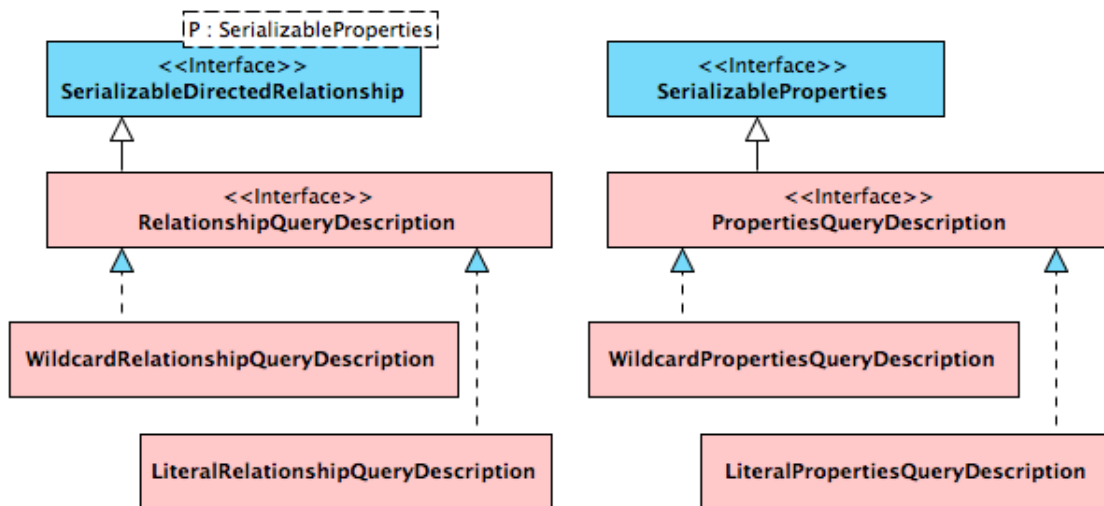 P : SerializableProperties
<<Interface>>
SerializableDirectedRelationship
<<Interface>>
SerializableProperties
<<Interface>>
RelationshipQueryDescription
<<Interface>>
PropertiesQueryDescription
WildcardRelationshipQueryDescription
WildcardPropertiesQueryDescription
LiteralRelationshipQueryDescription
LiteralPropertiesQueryDescription